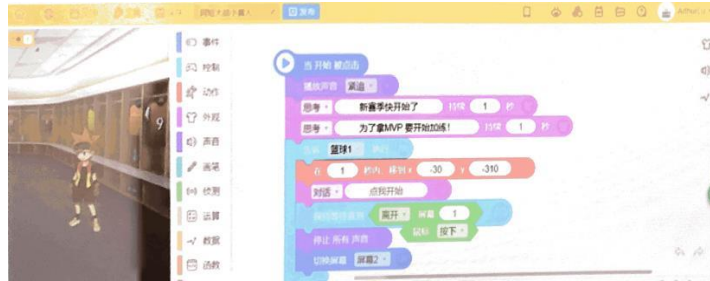 发布
事件
控制
动作
外观
声音
画笔
侦测
运算
数据
函数
9
当 开始 被点击
播放声音 紧迫
思考 新赛季快开始了 持续 1 秒
思考 为了拿MVP 要开始加练! 持续 1 秒
篮球1
在 1 秒内 移到 x -30 y -310
对话 点我开始
离开 屏幕 1
鼠标 按下
停止 所有 声音
切换屏幕 屏幕2